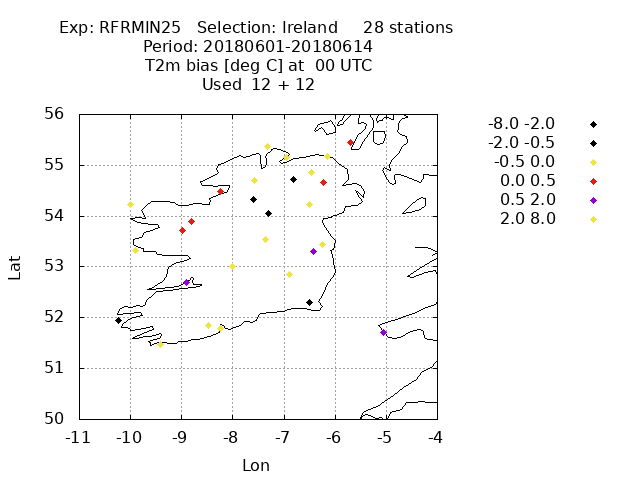 Exp: RFRMIN25   Selection: Ireland     28 stations
Period: 20180601-20180614
T2m bias [deg C] at  00 UTC
Used  12 + 12
-8.0 -2.0
-2.0 -0.5
-0.5 0.0
0.0 0.5
0.5 2.0
2.0 8.0
Lat
56
55
54
53
52
51
50
-11 -10 -9 -8 -7 -6 -5 -4
Lon